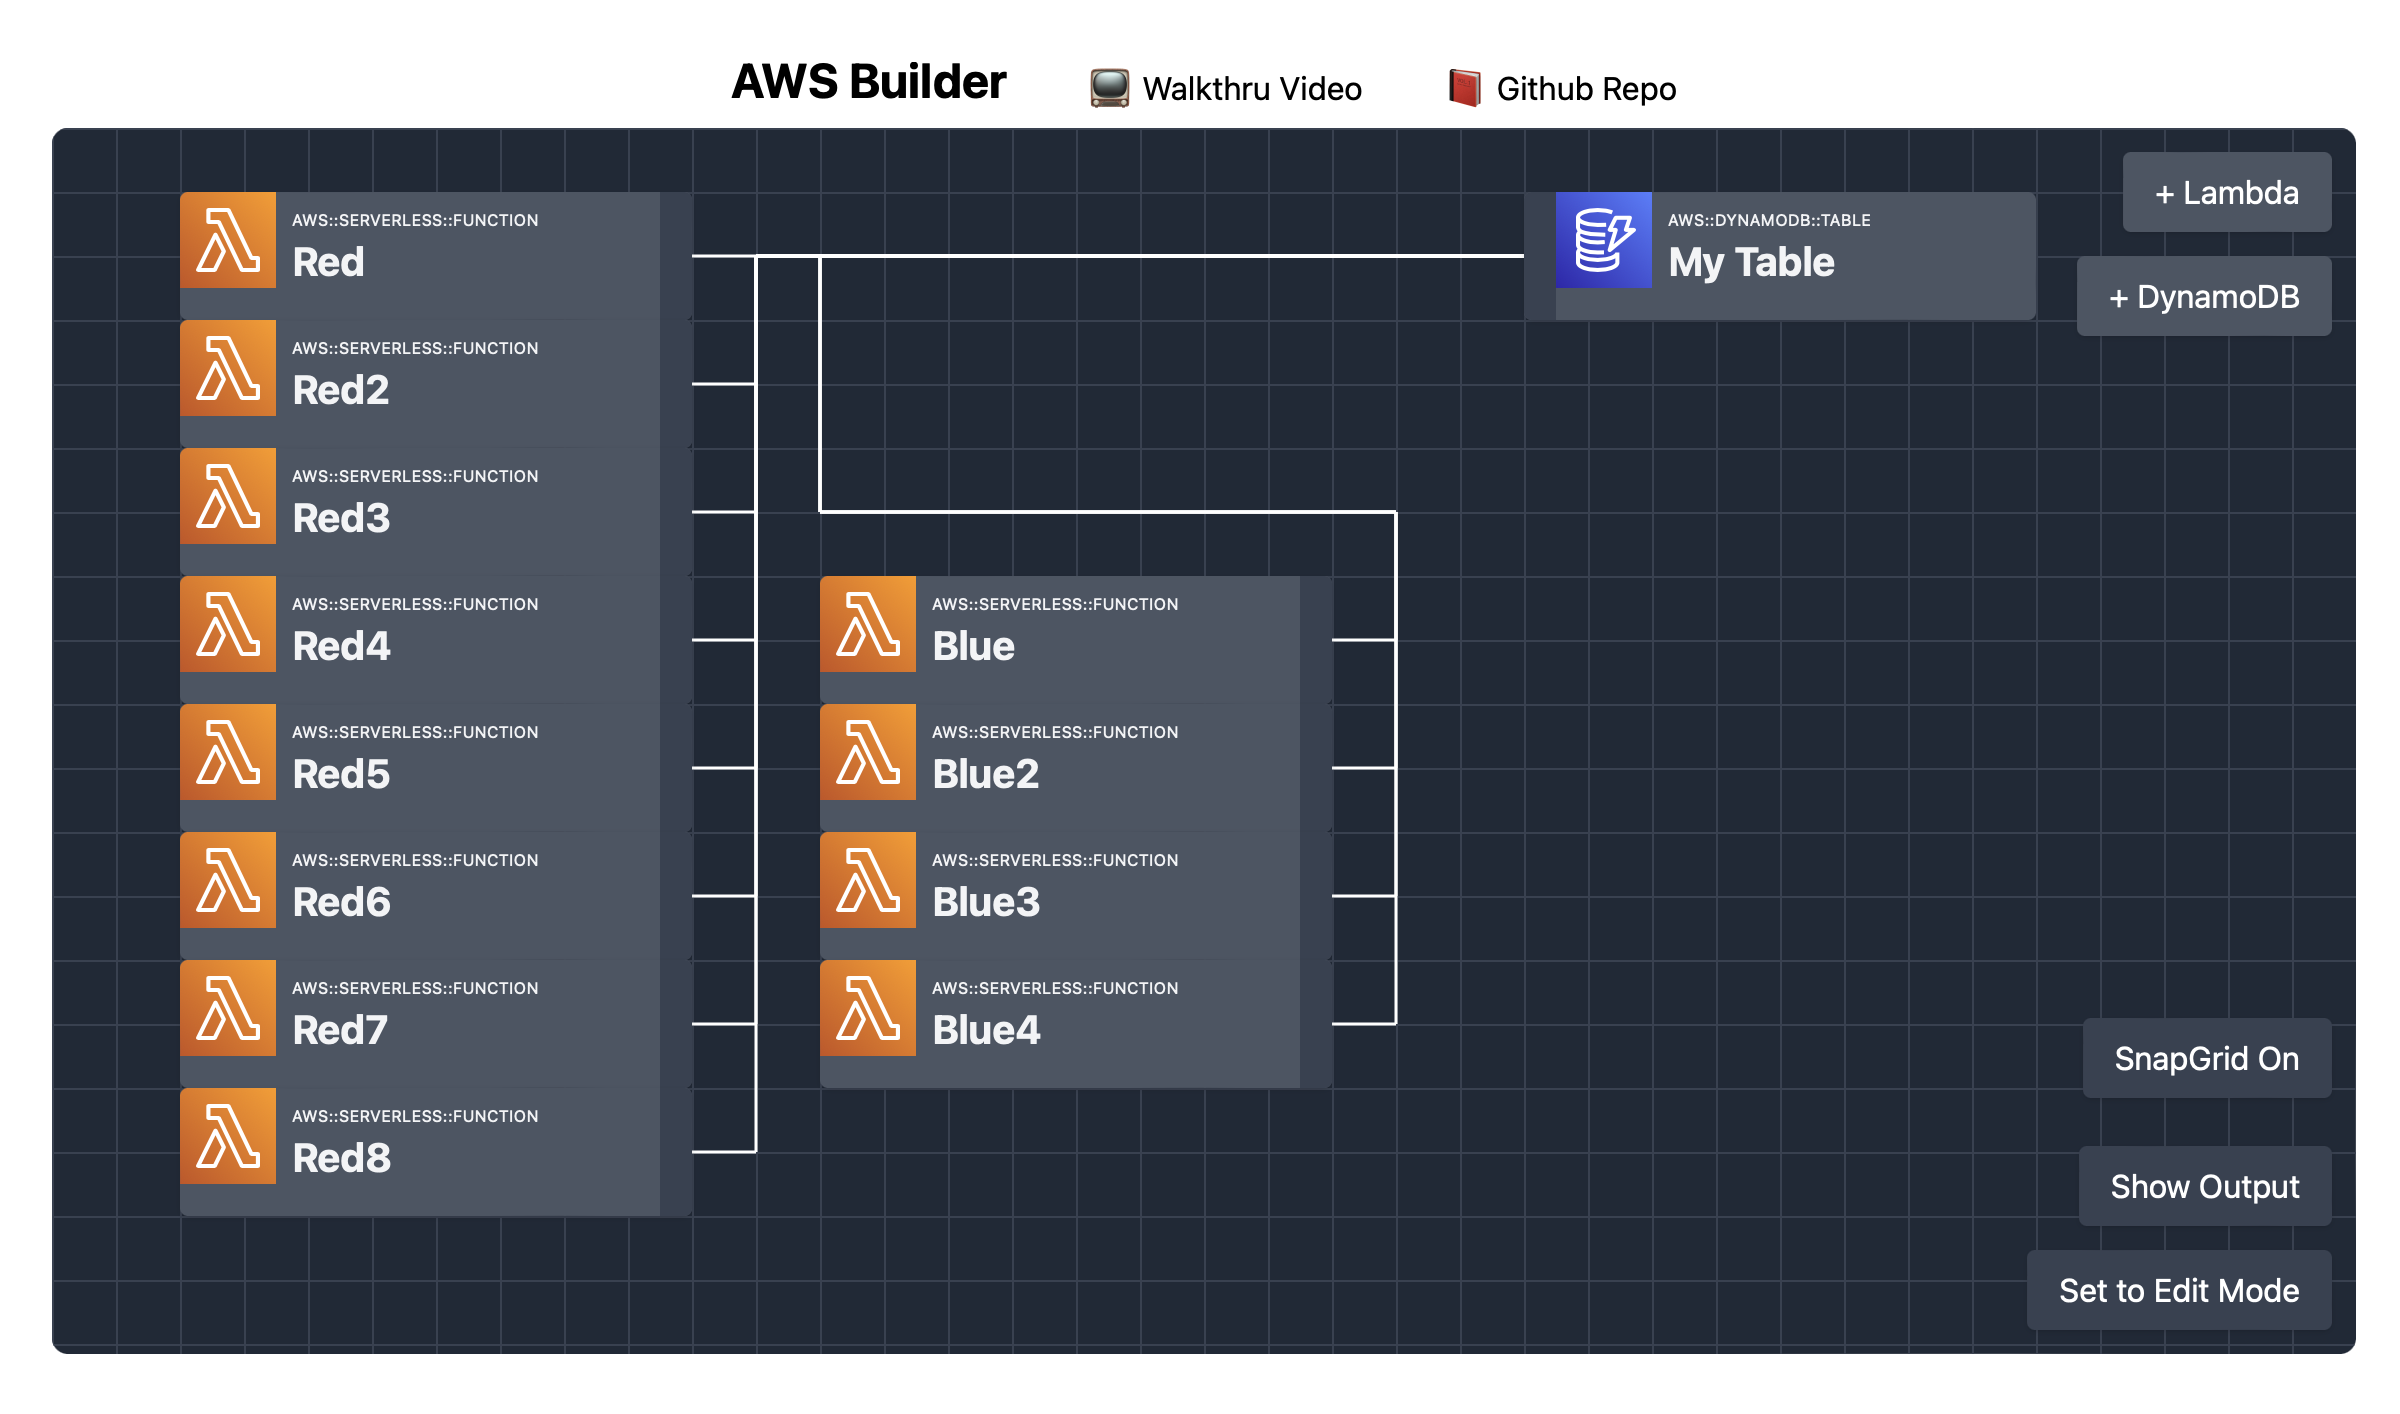 AWS Builder
Walkthru Video
Github Repo
AWS::SERVERLESS::FUNCTION
Red
AWS::SERVERLESS::FUNCTION
Red2
AWS::SERVERLESS::FUNCTION
Red3
AWS::SERVERLESS::FUNCTION
Red4
AWS::SERVERLESS::FUNCTION
Red5
AWS::SERVERLESS::FUNCTION
Red6
AWS::SERVERLESS::FUNCTION
Red7
AWS::SERVERLESS::FUNCTION
Red8
AWS::SERVERLESS::FUNCTION
Blue
AWS::SERVERLESS::FUNCTION
Blue2
AWS::SERVERLESS::FUNCTION
Blue3
AWS::SERVERLESS::FUNCTION
Blue4
AWS::DYNAMODB::TABLE
My Table
+ Lambda
+ DynamoDB
SnapGrid On
Show Output
Set to Edit Mode